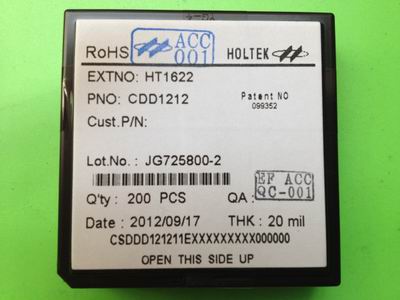 RoHS ACC 001 HOLTEK
EXTNO: HT1622
PNO: CDD1212
Patent NO
099352
Cust.P/N:
Lot.No.: JG725800-2
EF ACC
QC-001
Q'ty: 200 PCS QA:
Date: 2012/09/17 THK: 20 mil
CSDDD121211EXXXXXXXXX000000
OPEN THIS SIDE UP